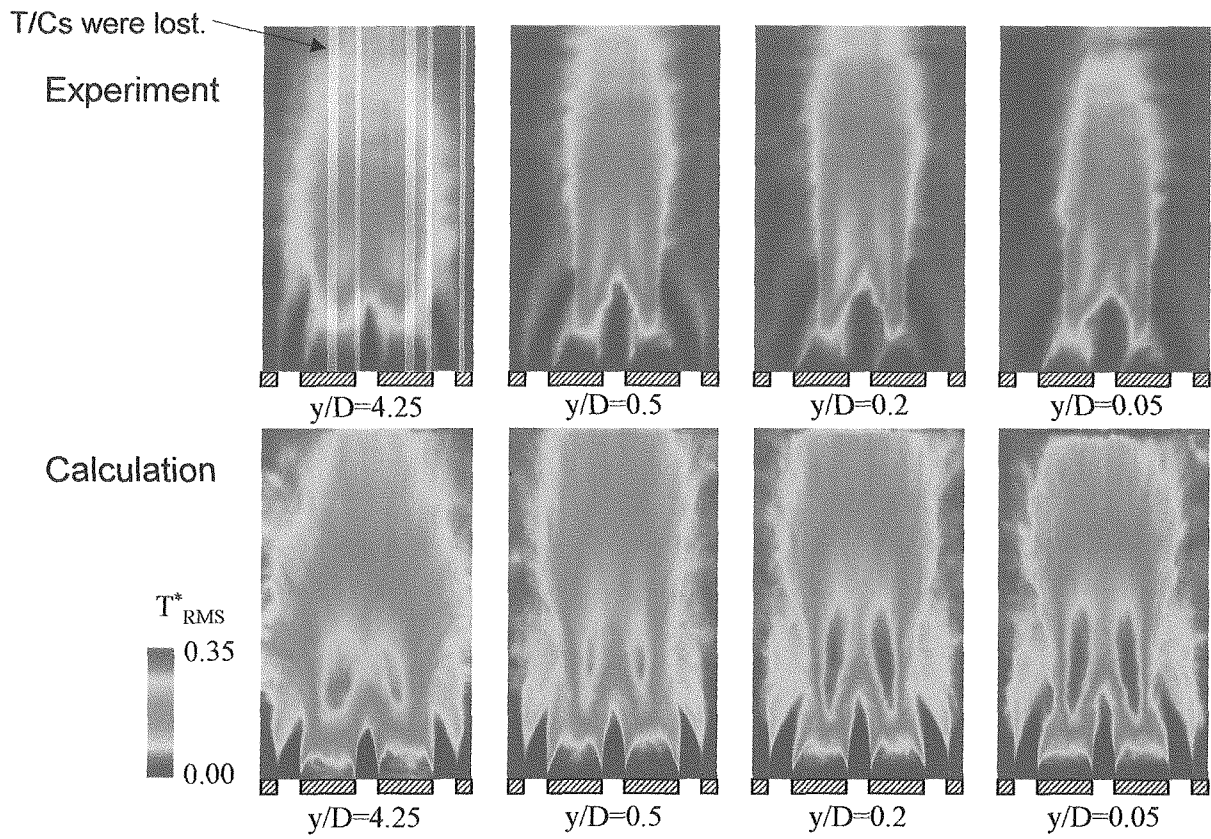 T/Cs were lost.
Experiment
y/D=4.25
y/D=0.5
y/D=0.2
y/D=0.05
Calculation
T*RMS
0.35
0.00
y/D=4.25
y/D=0.5
y/D=0.2
y/D=0.05